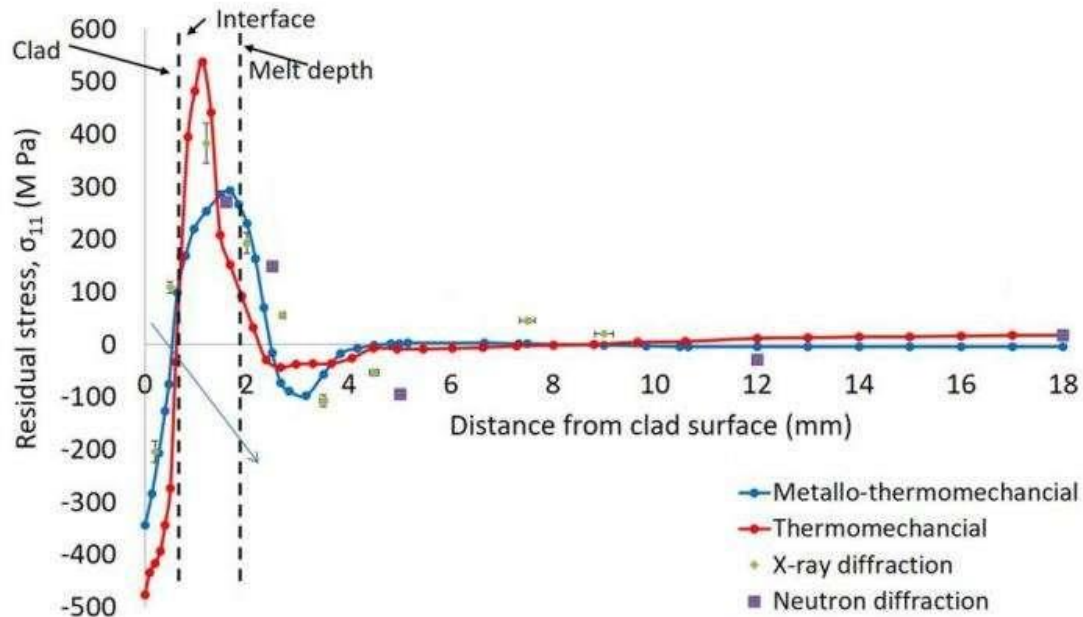 600
Interface
Clad
500
Melt depth
400
300
200
100
0
-100
-200
-300
-400
-500
Residual stress, σ11 (M Pa)
0 2 4 6 8 10 12 14 16 18
Distance from clad surface (mm)
Metallo-thermomechancial
Thermomechancial
X-ray diffraction
Neutron diffraction